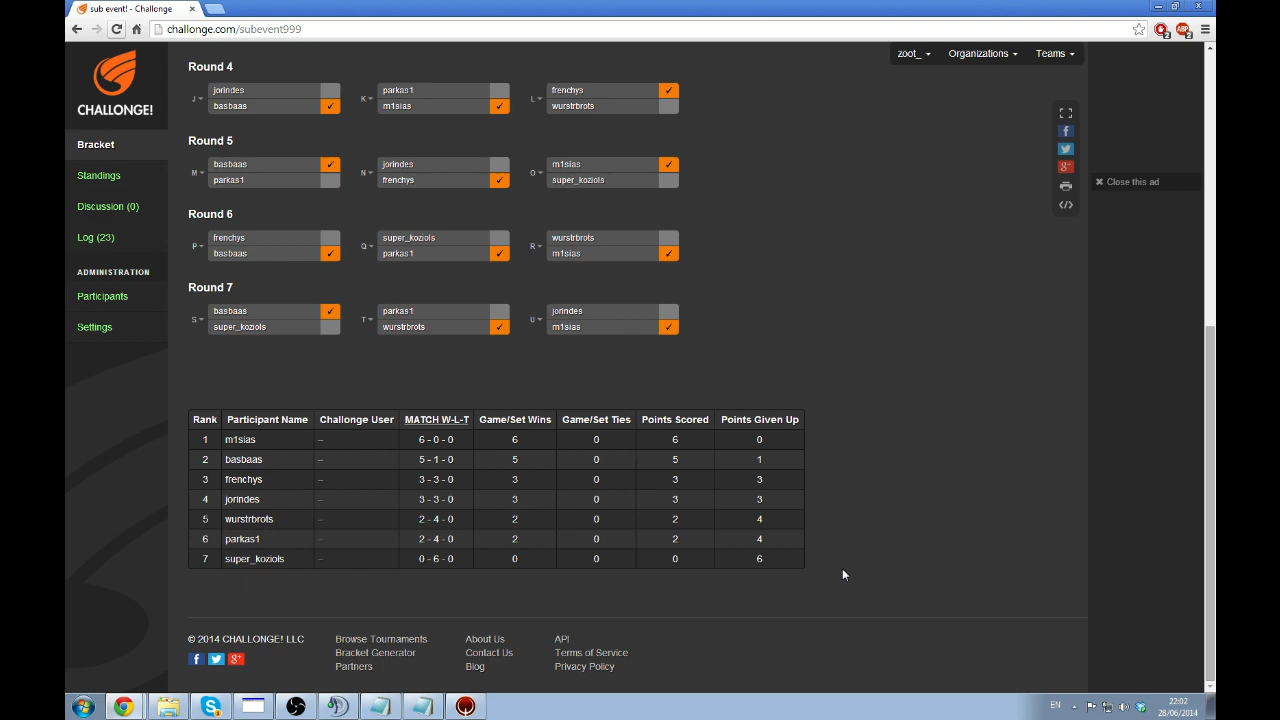 sub event! - Challonge
challonge.com/subevent999
CHALLONGE!
zoot_ Organizations Teams
Bracket
Standings
Discussion (0)
Log (23)
ADMINISTRATION
Participants
Settings
Round 4
J jorindes basbaas ✓
K parkas1 m1sias ✓
L frenchys ✓ wurstrbrots
Round 5
M basbaas ✓ parkas1
N jorindes frenchys ✓
O m1sias ✓ super_koziols
Round 6
P frenchys basbaas ✓
Q super_koziols parkas1 ✓
R wurstrbrots m1sias ✓
Round 7
S basbaas ✓ super_koziols
T parkas1 wurstrbrots ✓
U jorindes m1sias ✓
Close this ad
Rank Participant Name Challonge User MATCH W-L-T Game/Set Wins Game/Set Ties Points Scored Points Given Up
1 m1sias – 6 - 0 - 0 6 0 6 0
2 basbaas – 5 - 1 - 0 5 0 5 1
3 frenchys – 3 - 3 - 0 3 0 3 3
4 jorindes – 3 - 3 - 0 3 0 3 3
5 wurstrbrots – 2 - 4 - 0 2 0 2 4
6 parkas1 – 2 - 4 - 0 2 0 2 4
7 super_koziols – 0 - 6 - 0 0 0 0 6
© 2014 CHALLONGE! LLC
Browse Tournaments About Us API
Bracket Generator Contact Us Terms of Service
Partners Blog Privacy Policy
EN
22:02
28/06/2014